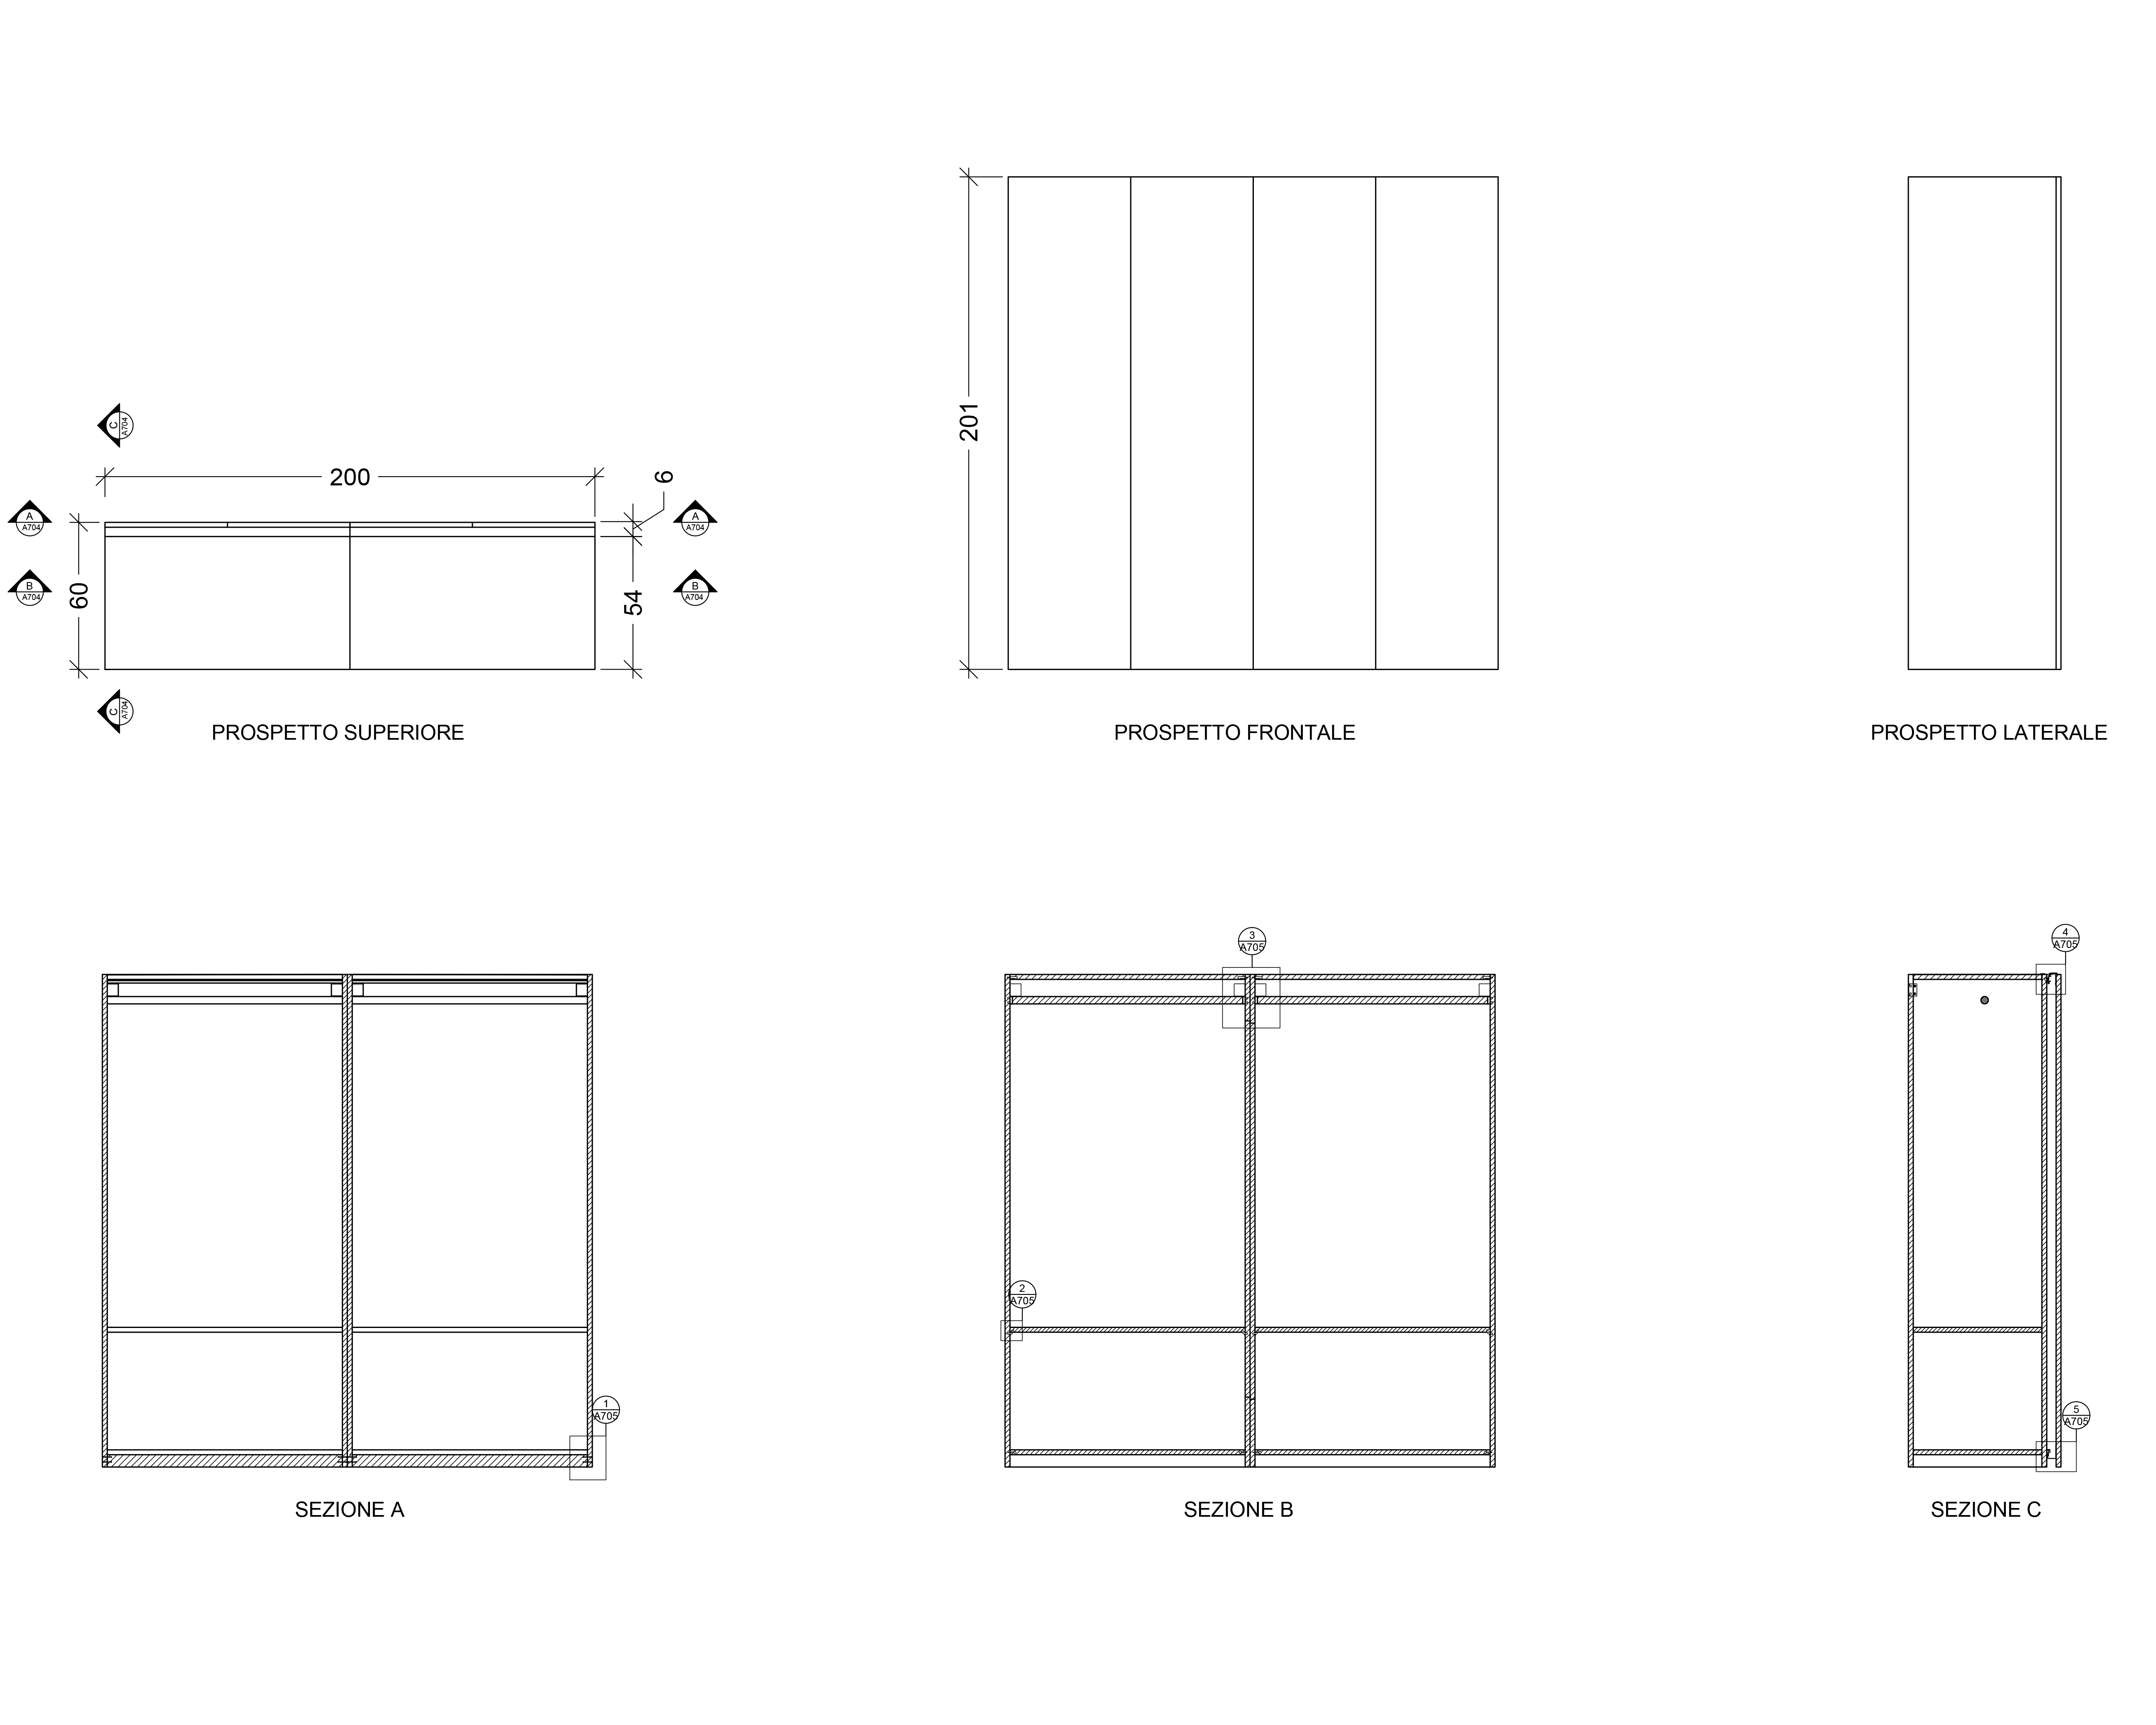 201
C
A704
200
6
A
A704
A
A704
B
A704
60
54
B
A704
C
A704
PROSPETTO SUPERIORE
PROSPETTO FRONTALE
PROSPETTO LATERALE
3
A705
4
A705
2
A705
1
A705
5
A705
SEZIONE A
SEZIONE B
SEZIONE C